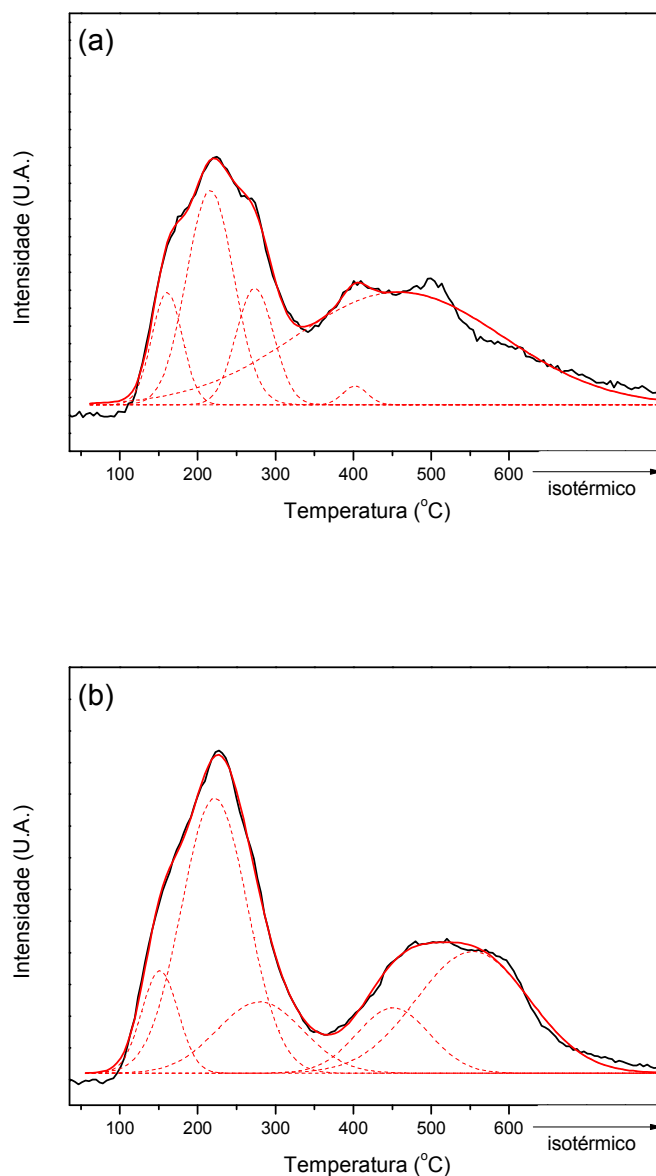 (a)
Intensidade (U.A.)
100 200 300 400 500 600
isotérmico
Temperatura (°C)
(b)
Intensidade (U.A.)
100 200 300 400 500 600
isotérmico
Temperatura (°C)